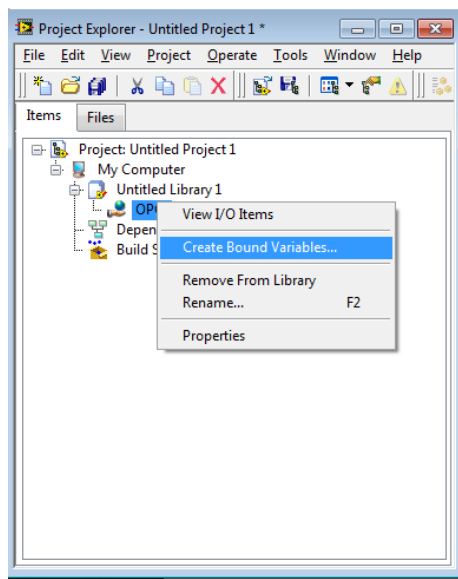 Project Explorer - Untitled Project 1 *
File Edit View Project Operate Tools Window Help
Items Files
Project: Untitled Project 1
My Computer
Untitled Library 1
View I/O Items
Create Bound Variables...
Remove From Library
Rename... F2
Properties